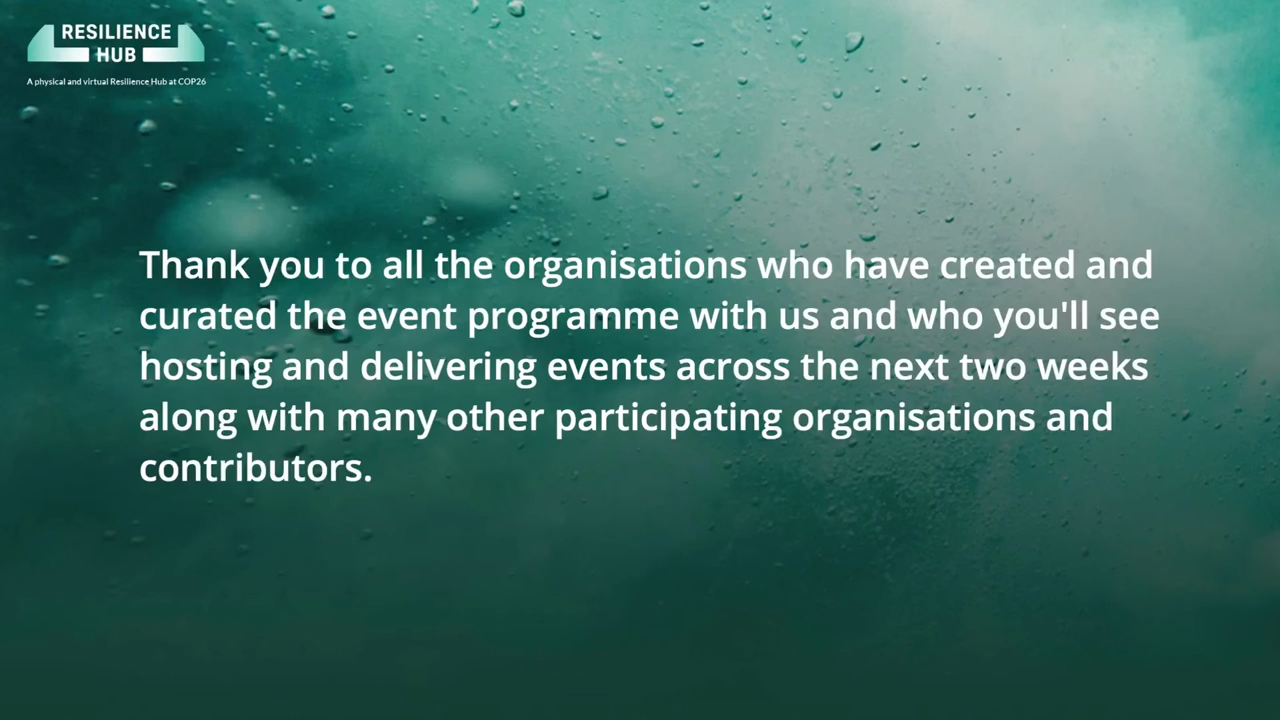 RESILIENCE
HUB
A physical and virtual Resilience Hub at COP26
Thank you to all the organisations who have created and
curated the event programme with us and who you'll see
hosting and delivering events across the next two weeks
along with many other participating organisations and
contributors.